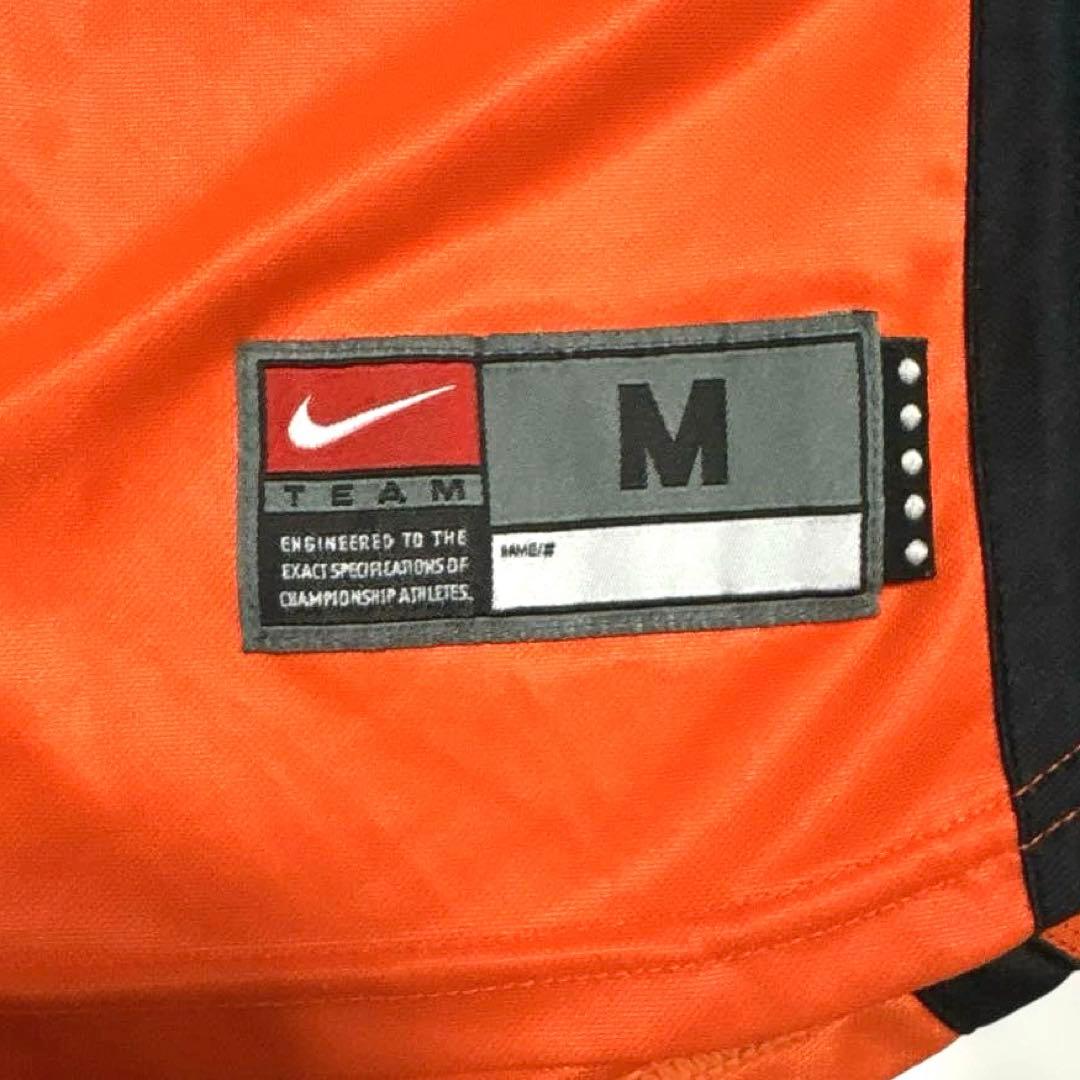 TEAM
ENGINEERED TO THE
EXACT SPECIFICATIONS OF
CHAMPIONSHIP ATHLETES.
M
NAME/#